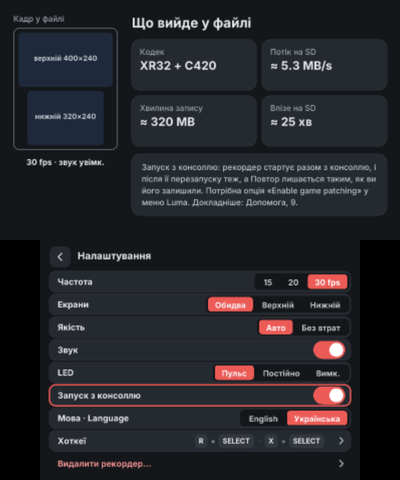 Кадр у файлі
верхній 400×240
нижній 320×240
30 fps · звук увімк.
Що вийде у файлі
Кодек
XR32 + C420
Потік на SD
≈ 5.3 MB/s
Хвилина запису
≈ 320 MB
Влізе на SD
≈ 25 хв
Запуск з консоллю: рекордер стартує разом з консоллю, і
після її перезапуску теж, а Повтор лишається таким, як ви
його залишили. Потрібна опція «Enable game patching» у
меню Luma. Докладніше: Допомога, 9.
Налаштування
Частота 15 20 30 fps
Екрани Обидва Верхній Нижній
Якість Авто Без втрат
Звук
LED Пульс Постійно Вимк.
Запуск з консоллю
Мова · Language English Українська
Хоткеї R + SELECT · X + SELECT
Видалити рекордер...